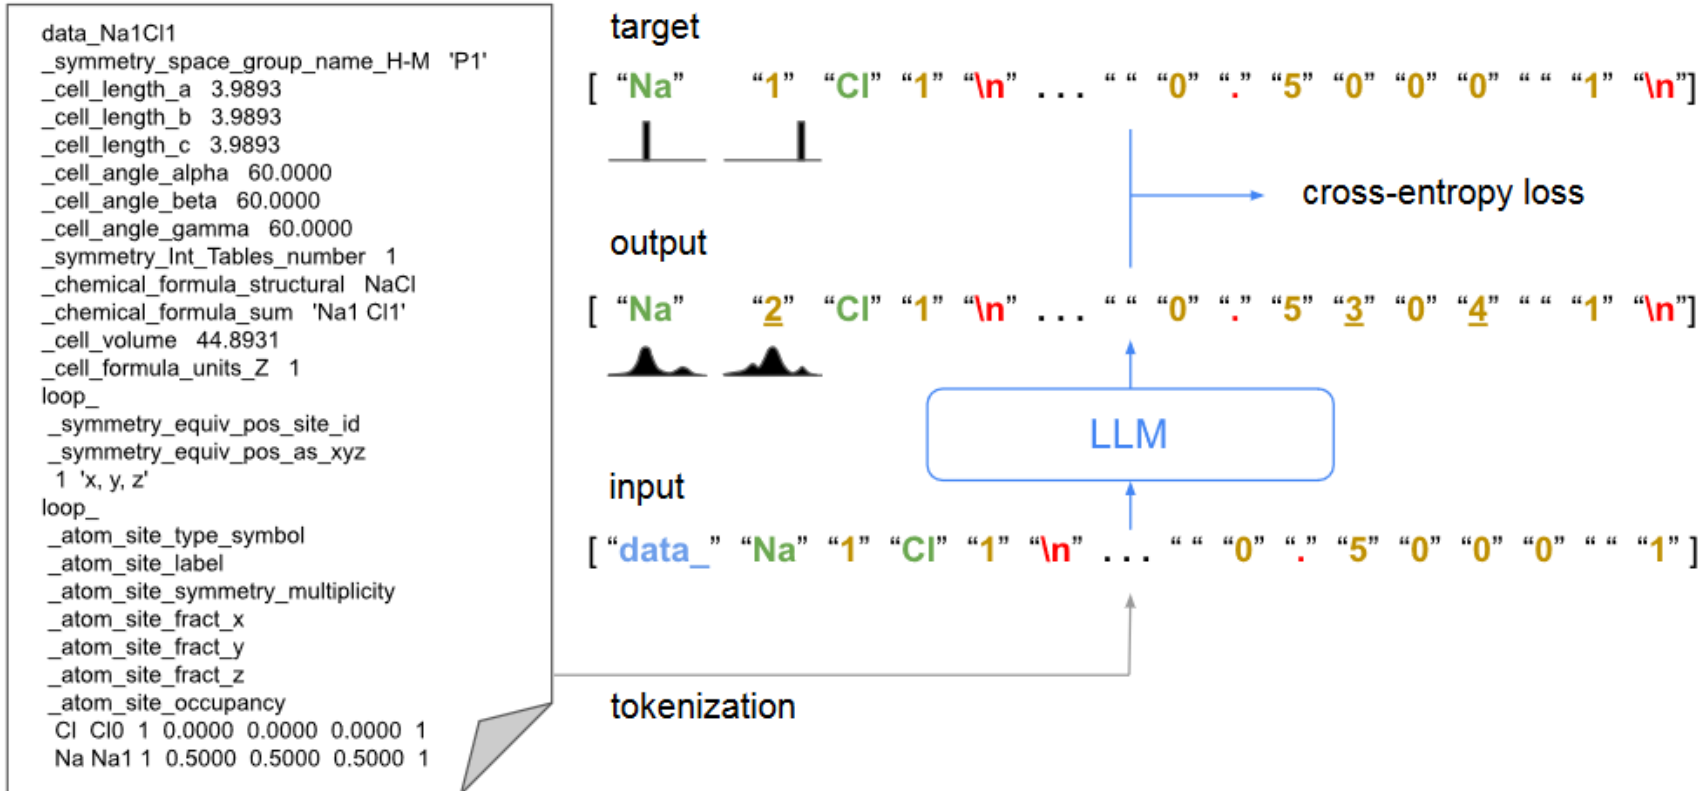 data_Na1Cl1
_symmetry_space_group_name_H-M 'P1'
_cell_length_a 3.9893
_cell_length_b 3.9893
_cell_length_c 3.9893
_cell_angle_alpha 60.0000
_cell_angle_beta 60.0000
_cell_angle_gamma 60.0000
_symmetry_Int_Tables_number 1
_chemical_formula_structural NaCl
_chemical_formula_sum 'Na1 Cl1'
_cell_volume 44.8931
_cell_formula_units_Z 1
loop_
_symmetry_equiv_pos_site_id
_symmetry_equiv_pos_as_xyz
1 'x, y, z'
loop_
_atom_site_type_symbol
_atom_site_label
_atom_site_symmetry_multiplicity
_atom_site_fract_x
_atom_site_fract_y
_atom_site_fract_z
_atom_site_occupancy
Cl Cl0 1 0.0000 0.0000 0.0000 1
Na Na1 1 0.5000 0.5000 0.5000 1
target
[ “Na” “1” “Cl” “1” “\n” . . . “ “ “0” “.” “5” “0” “0” “0” “ “ “1” “\n”]
cross-entropy loss
output
[ “Na” “2” “Cl” “1” “\n” . . . “ “ “0” “.” “5” “3” “0” “4” “ “ “1” “\n”]
LLM
input
[ “data_” “Na” “1” “Cl” “1” “\n” . . . “ “ “0” “.” “5” “0” “0” “0” “ “ “1” ]
tokenization